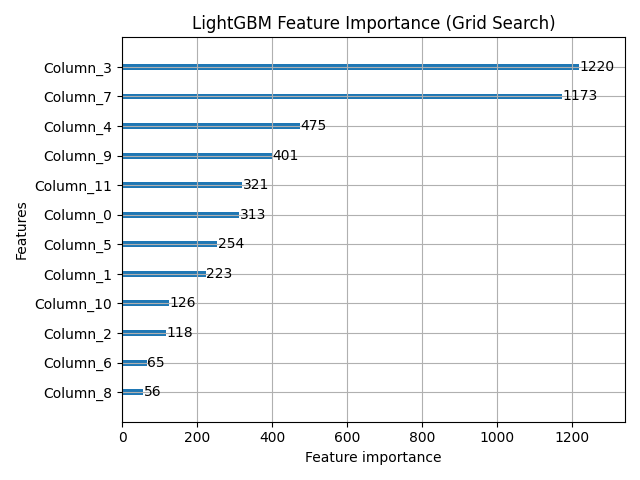 LightGBM Feature Importance (Grid Search)
Column_3 1220
Column_7 1173
Column_4 475
Column_9 401
Column_11 321
Column_0 313
Column_5 254
Column_1 223
Column_10 126
Column_2 118
Column_6 65
Column_8 56
Features
0 200 400 600 800 1000 1200
Feature importance